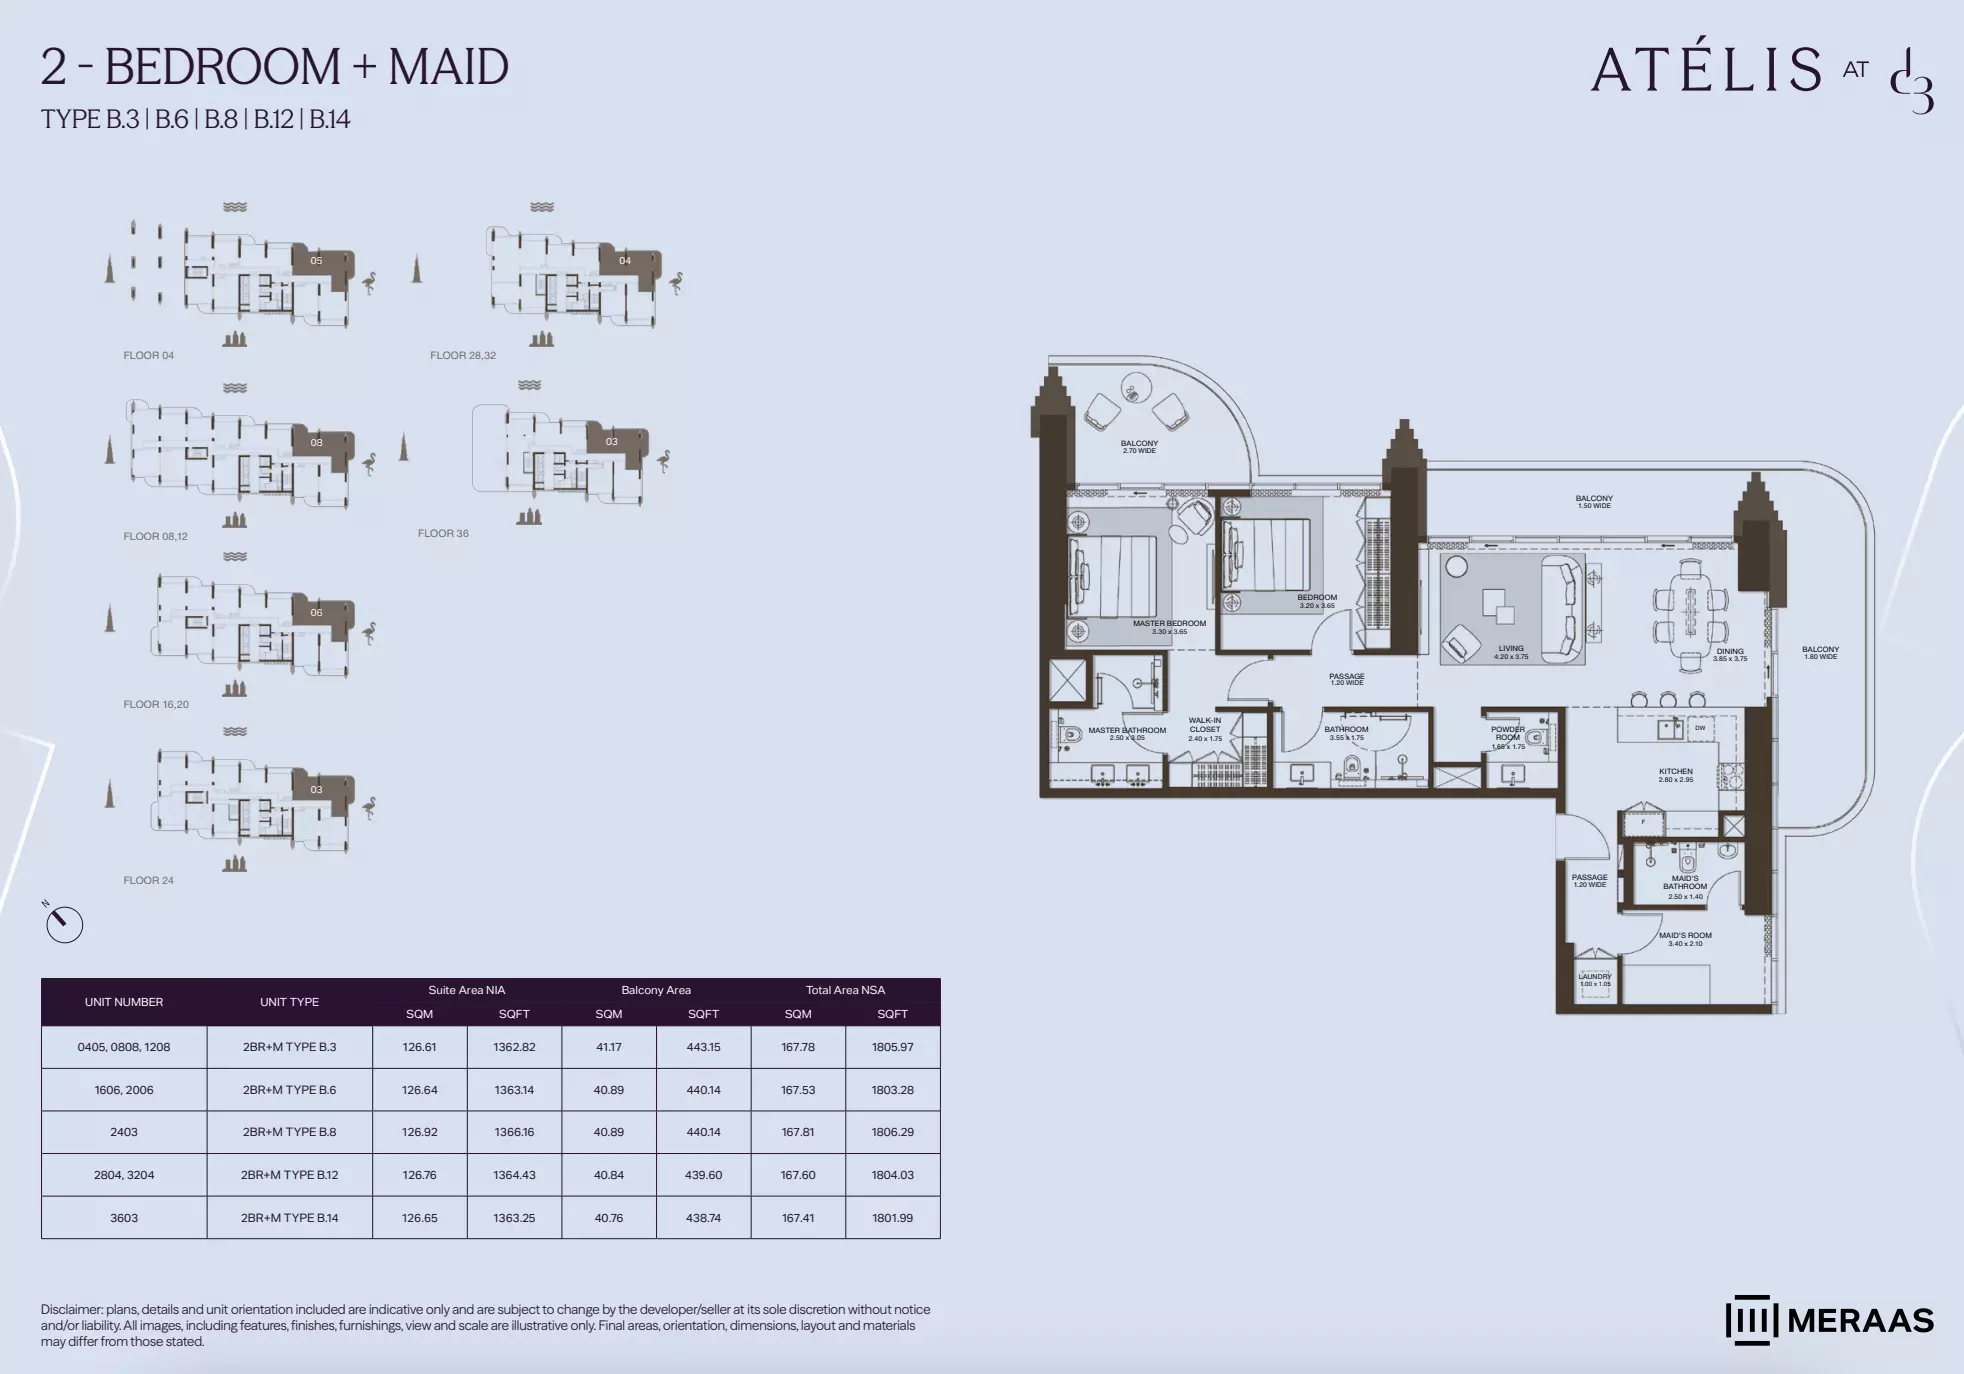 2 - BEDROOM + MAID
TYPE B.3 | B.6 | B.8 | B.12 | B.14
ATÉLIS AT d3
05
FLOOR 04
04
FLOOR 28,32
08
FLOOR 08,12
03
FLOOR 36
06
FLOOR 16,20
03
FLOOR 24
N
BALCONY
2.70 WIDE
BALCONY
1.50 WIDE
BEDROOM
3.20 x 3.65
MASTER BEDROOM
3.30 x 3.65
LIVING
4.20 x 3.75
DINING
3.85 x 3.75
BALCONY
1.80 WIDE
PASSAGE
1.20 WIDE
MASTER BATHROOM
2.50 x 3.05
WALK-IN
CLOSET
2.40 x 1.75
BATHROOM
3.55 x 1.75
POWDER
ROOM
1.65 x 1.75
DW
KITCHEN
2.80 x 2.95
F
PASSAGE
1.20 WIDE
MAID'S
BATHROOM
2.50 x 1.40
MAID'S ROOM
3.40 x 2.10
LAUNDRY
1.00 x 1.05
UNIT NUMBER UNIT TYPE Suite Area NIA Balcony Area Total Area NSA
SQM SQFT SQM SQFT SQM SQFT
0405, 0808, 1208 2BR+M TYPE B.3 126.61 1362.82 41.17 443.15 167.78 1805.97
1606, 2006 2BR+M TYPE B.6 126.64 1363.14 40.89 440.14 167.53 1803.28
2403 2BR+M TYPE B.8 126.92 1366.16 40.89 440.14 167.81 1806.29
2804, 3204 2BR+M TYPE B.12 126.76 1364.43 40.84 439.60 167.60 1804.03
3603 2BR+M TYPE B.14 126.65 1363.25 40.76 438.74 167.41 1801.99
Disclaimer: plans, details and unit orientation included are indicative only and are subject to change by the developer/seller at its sole discretion without notice
and/or liability. All images, including features, finishes, furnishings, view and scale are illustrative only. Final areas, orientation, dimensions, layout and materials
may differ from those stated.
MERAAS